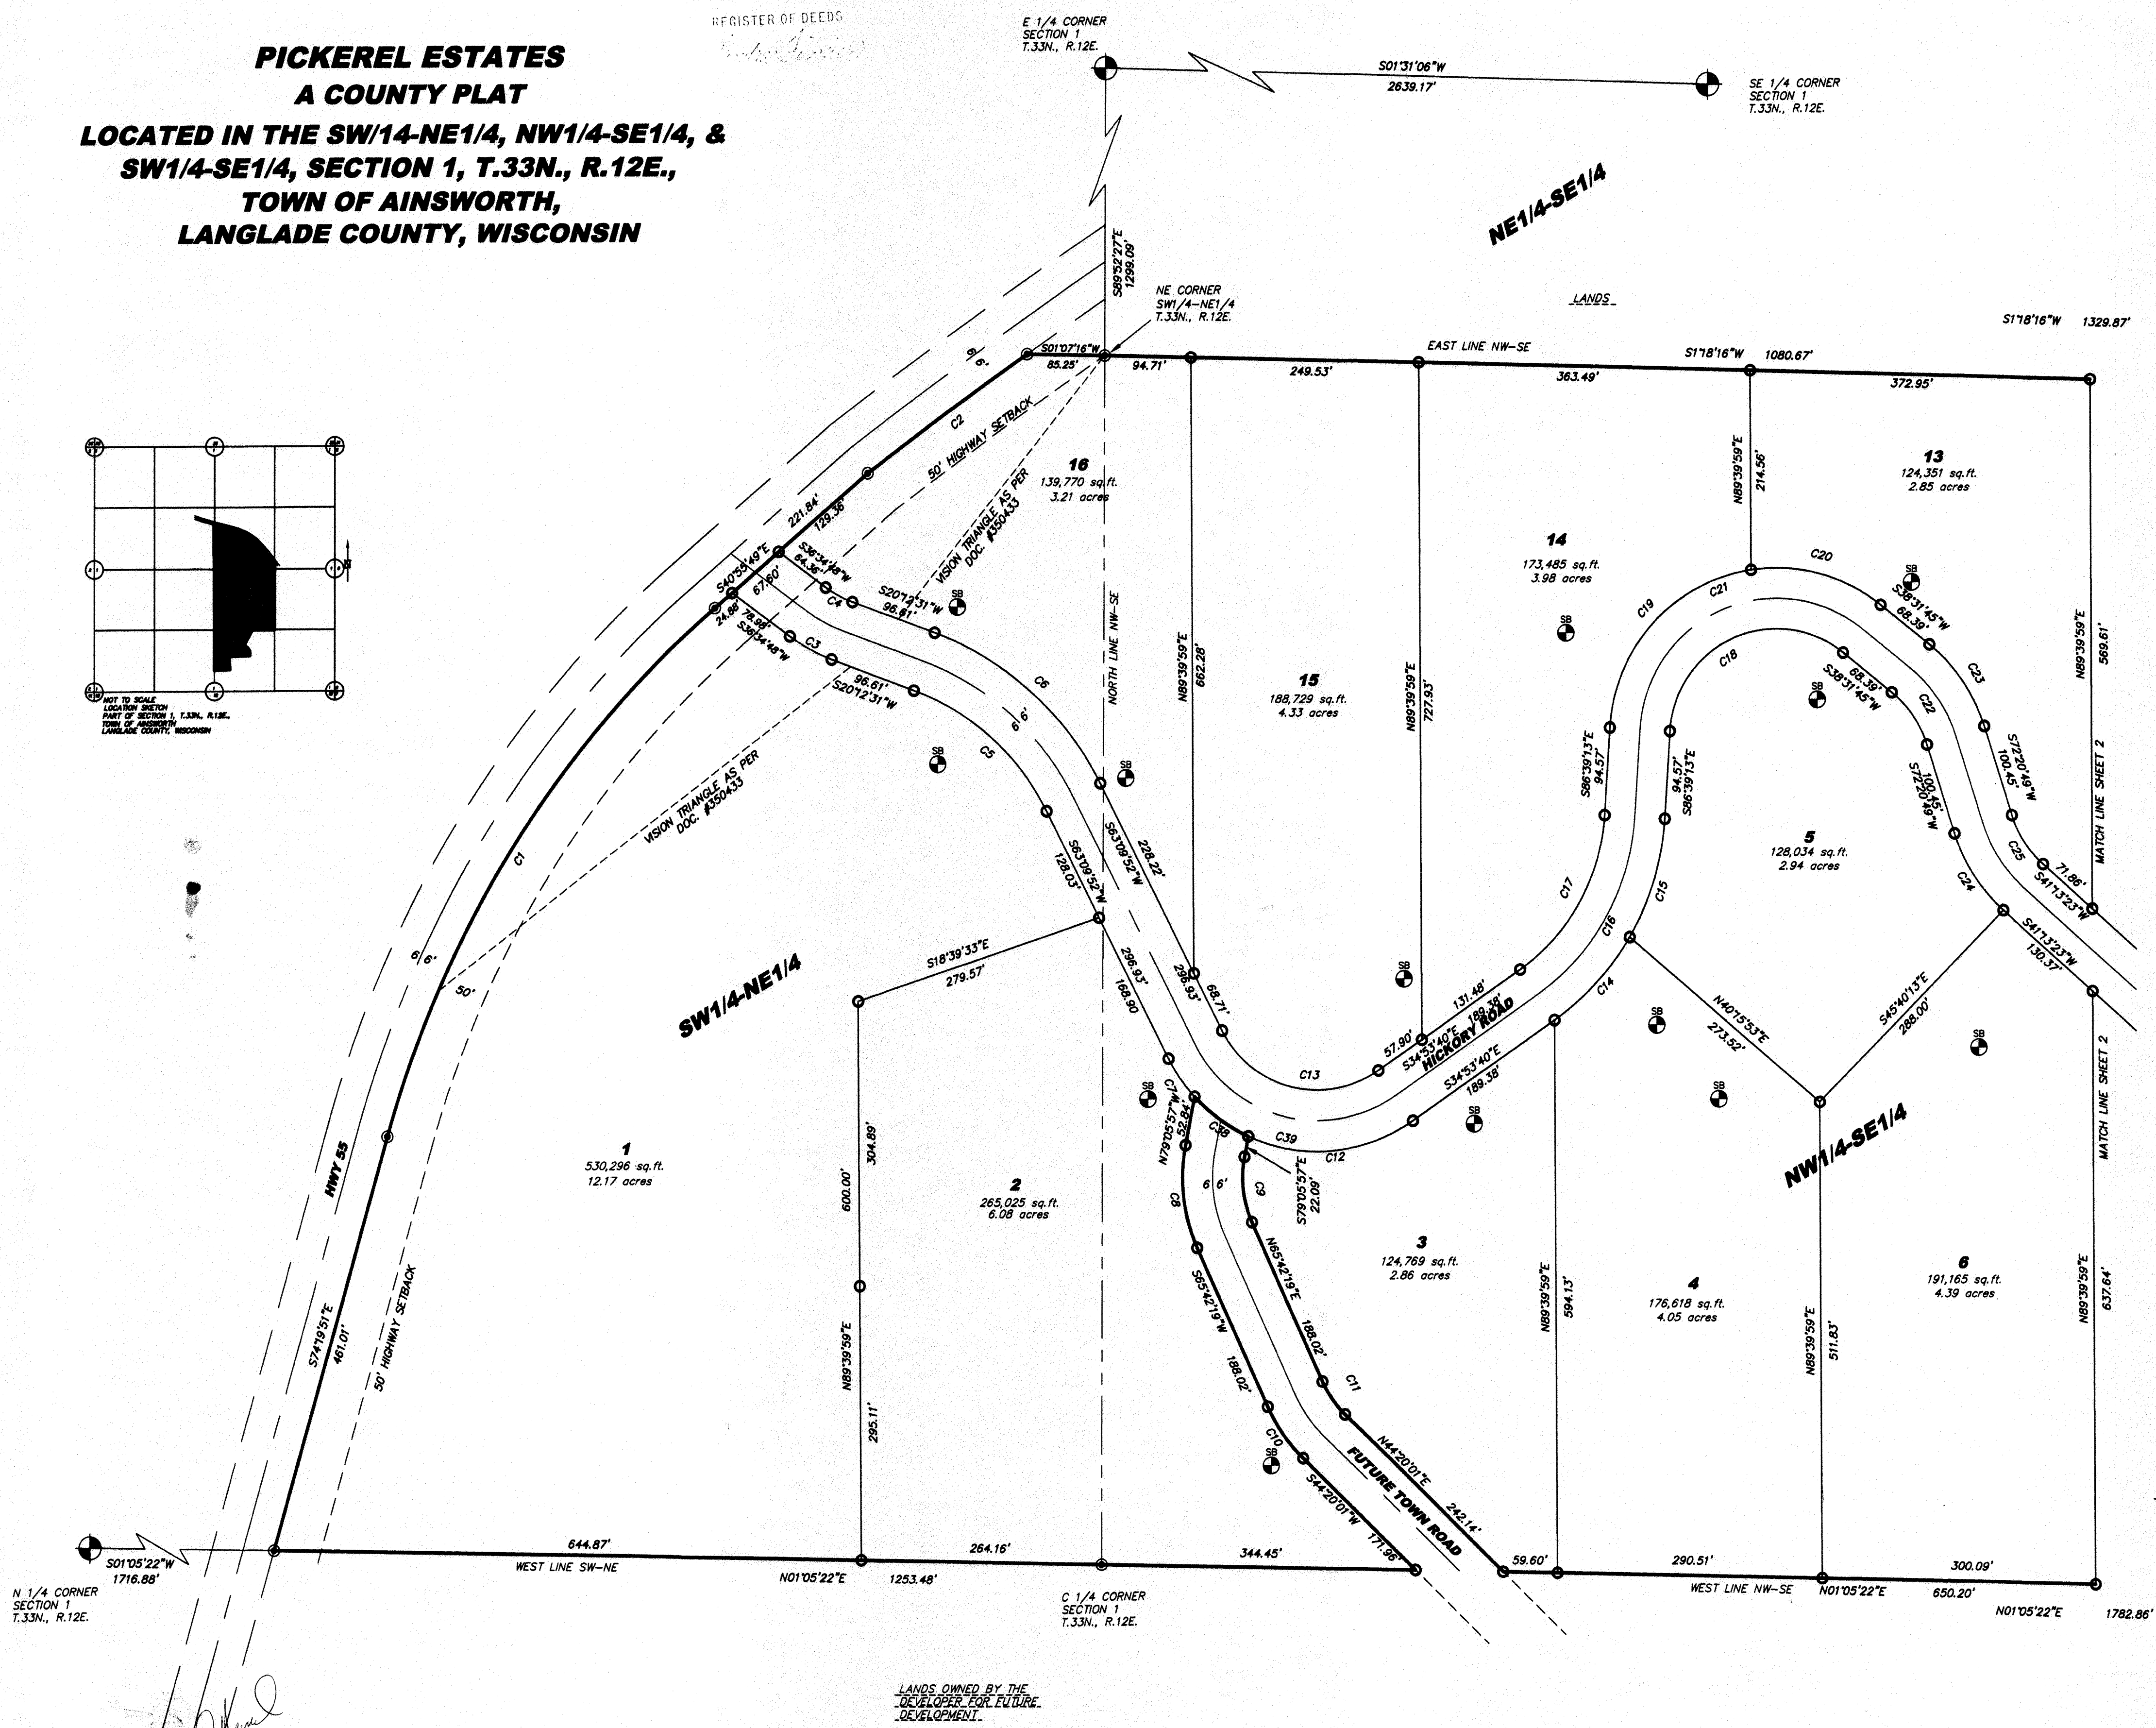 REGISTER OF DEEDS
PICKEREL ESTATES
A COUNTY PLAT
LOCATED IN THE SW/14-NE1/4, NW1/4-SE1/4, &
SW1/4-SE1/4, SECTION 1, T.33N., R.12E.,
TOWN OF AINSWORTH,
LANGLADE COUNTY, WISCONSIN
E 1/4 CORNER
SECTION 1
T.33N., R.12E.
S01°31'06"W
2639.17'
SE 1/4 CORNER
SECTION 1
T.33N., R.12E.
NE1/4-SE1/4
S89°52'27"E
1299.09'
NE CORNER
SW1/4-NE1/4
T.33N., R.12E.
LANDS
S1°18'16"W 1329.87'
S01°07'16"W
85.25'
94.71'
249.53'
EAST LINE NW-SE
363.49'
S1°18'16"W 1080.67'
372.95'
6 6'
C2
50' HIGHWAY SETBACK
VISION TRIANGLE AS PER
DOC. #350433
16
139,770 sq.ft.
3.21 acres
221.84'
129.36'
S40°55'49"E
67.60'
24.88'
S36°34'48"W
64.36'
C4
S20°12'31"W
96.61'
SB
78.98'
S36°34'48"W
C3
96.61'
S20°12'31"W
C6
C5
6 6'
SB
SB
NORTH LINE NW-SE
N89°39'59"E
662.28'
15
188,729 sq.ft.
4.33 acres
N89°39'59"E
727.93'
14
173,485 sq.ft.
3.98 acres
SB
N89°39'59"E
214.56'
13
124,351 sq.ft.
2.85 acres
C19
C21
C20
SB
S38°31'45"W
68.39'
C18
68.39'
S38°31'45"W
SB
C22
C23
N89°39'59"E
569.61'
S86°39'13"E
94.57'
94.57'
S86°39'13"E
S72°20'49"W
100.45'
100.45'
S72°20'49"W
5
128,034 sq.ft.
2.94 acres
C25
C24
71.86'
S41°13'23"W
MATCH LINE SHEET 2
NOT TO SCALE
LOCATION SKETCH
PART OF SECTION 1, T.33N., R.12E.,
TOWN OF AINSWORTH
LANGLADE COUNTY, WISCONSIN
VISION TRIANGLE AS PER
DOC. #350433
C1
6 6'
50'
SW1/4-NE1/4
S18°39'33"E
279.57'
S63°09'52"W
128.03'
S63°09'52"W
228.22'
296.93'
168.90
296.93'
68.71'
C17
C16
C15
C14
SB
131.48'
189.38'
57.90'
S34°53'40"E
HICKORY ROAD
S34°53'40"E
189.38'
C13
C12
SB
SB
SB
N40°15'53"E
273.52'
S45°40'13"E
288.00'
S41°13'23"W
130.37'
SB
SB
C7
N79°05'57"W
52.84'
C38
C39
S79°05'57"E
22.09'
6 6'
C8
C9
HWY 55
1
530,296 sq.ft.
12.17 acres
600.00'
304.89'
2
265,025 sq.ft.
6.08 acres
3
124,769 sq.ft.
2.86 acres
4
176,618 sq.ft.
4.05 acres
NW1/4-SE1/4
6
191,165 sq.ft.
4.39 acres
MATCH LINE SHEET 2
S74°19'51"E
461.01'
50' HIGHWAY SETBACK
N89°39'59"E
295.11'
S65°42'19"W
188.02'
N65°42'19"E
188.02'
N89°39'59"E
594.13'
N89°39'59"E
511.83'
N89°39'59"E
637.64'
C11
C10
SB
N44°20'01"E
242.14'
S44°20'01"W
171.96'
FUTURE TOWN ROAD
S01°05'22"W
1716.88'
N 1/4 CORNER
SECTION 1
T.33N., R.12E.
644.87'
WEST LINE SW-NE
264.16'
N01°05'22"E 1253.48'
344.45'
C 1/4 CORNER
SECTION 1
T.33N., R.12E.
59.60'
290.51'
WEST LINE NW-SE
N01°05'22"E
300.09'
650.20'
N01°05'22"E 1782.86'
LANDS OWNED BY THE
DEVELOPER FOR FUTURE
DEVELOPMENT